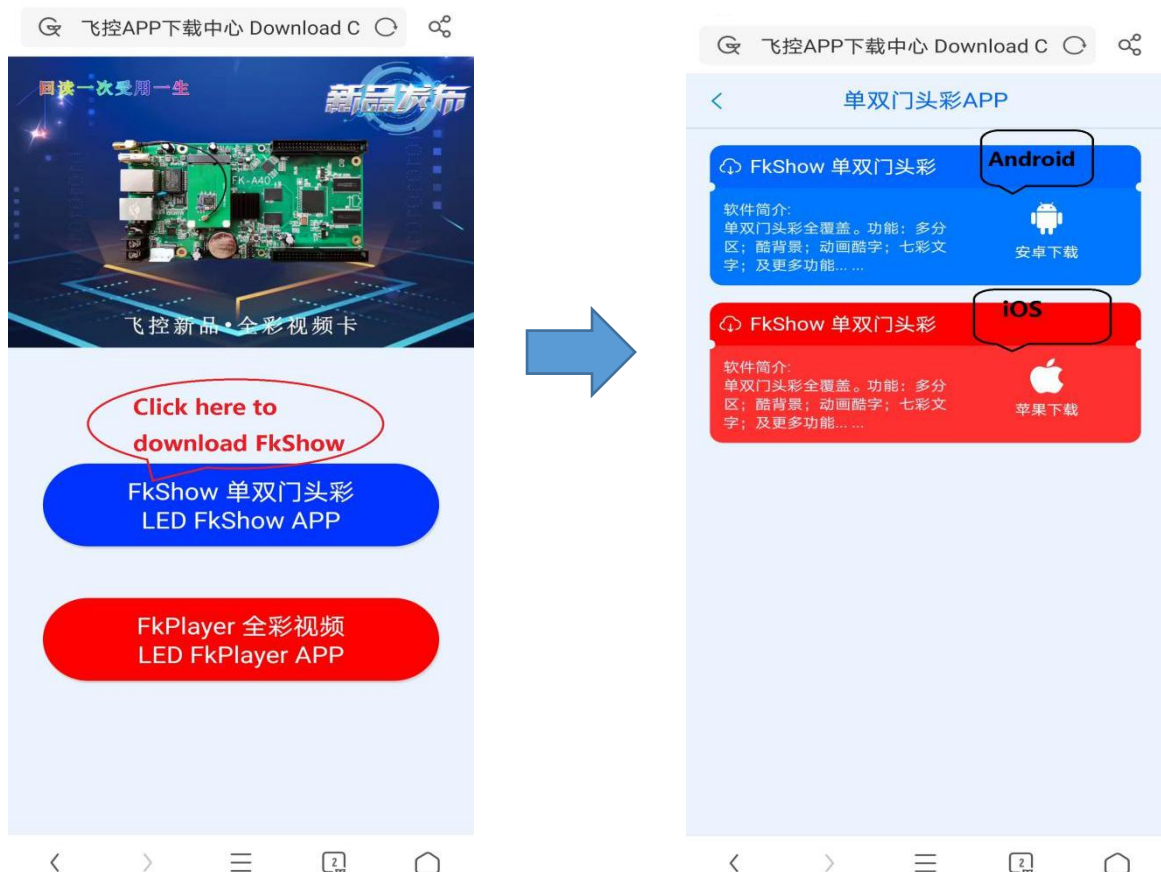 飞控APP下载中心 Download C
回读一次受用一生
新品发布
FK-A40
飞控新品•全彩视频卡
Click here to
download FkShow
FkShow 单双门头彩
LED FkShow APP
FkPlayer 全彩视频
LED FkPlayer APP
2
飞控APP下载中心 Download C
单双门头彩APP
FkShow 单双门头彩
Android
软件简介:
单双门头彩全覆盖。功能：多分
区；酷背景；动画酷字；七彩文
字；及更多功能... ...
安卓下载
FkShow 单双门头彩
iOS
软件简介:
单双门头彩全覆盖。功能：多分
区；酷背景；动画酷字；七彩文
字；及更多功能... ...
苹果下载
2